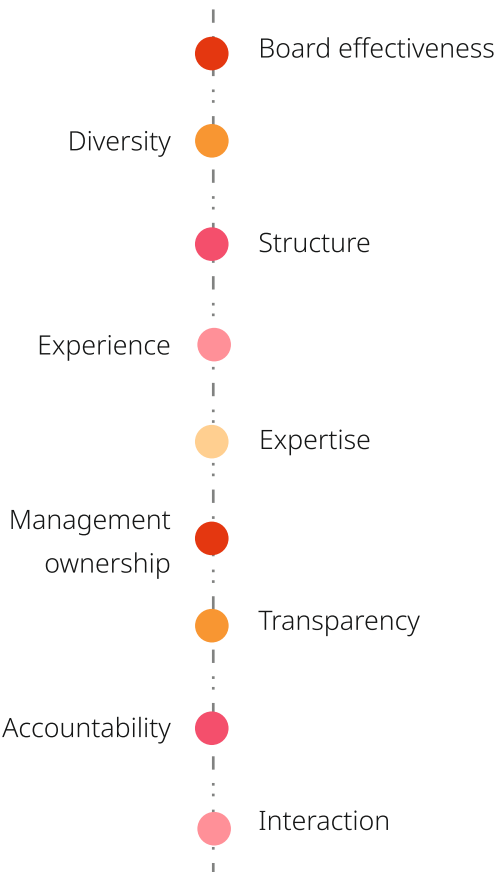 Board effectiveness
Diversity
Structure
Experience
Expertise
Management
ownership
Transparency
Accountability
Interaction